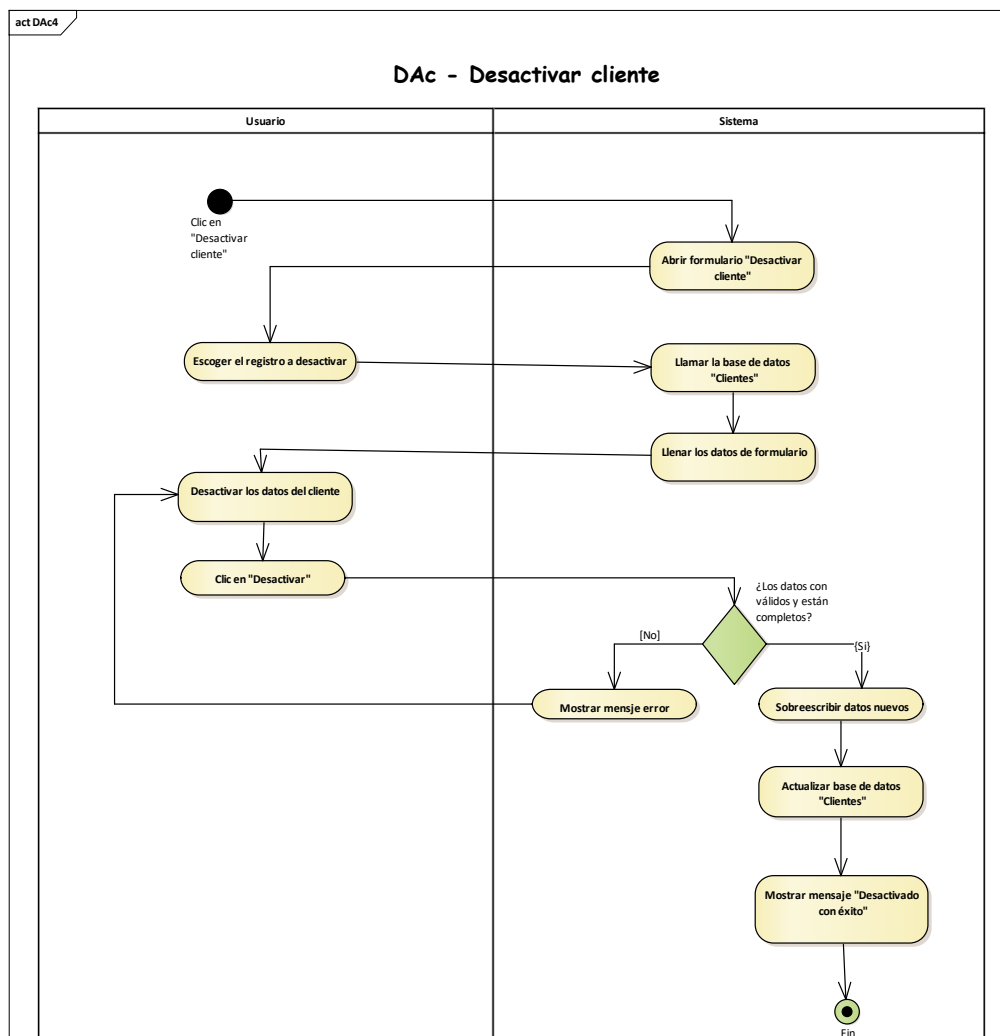 act DAc4
DAc - Desactivar cliente
Usuario
Sistema
Clic en
"Desactivar
cliente"
Abrir formulario "Desactivar
cliente"
Escoger el registro a desactivar
Llamar la base de datos
"Clientes"
Llenar los datos de formulario
Desactivar los datos del cliente
Clic en "Desactivar"
¿Los datos con
válidos y están
completos?
[No]
{Si}
Mostrar mensje error
Sobreescribir datos nuevos
Actualizar base de datos
"Clientes"
Mostrar mensaje "Desactivado
con éxito"
Fin